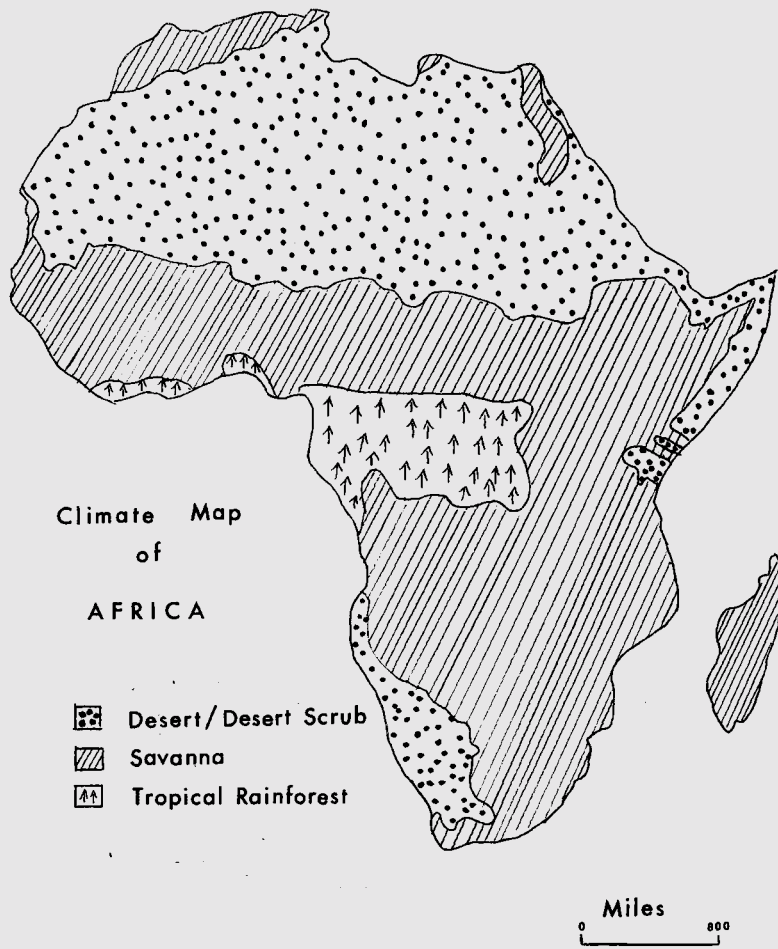 Climate Map
of
AFRICA
Desert/Desert Scrub
Savanna
Tropical Rainforest
Miles
0 800